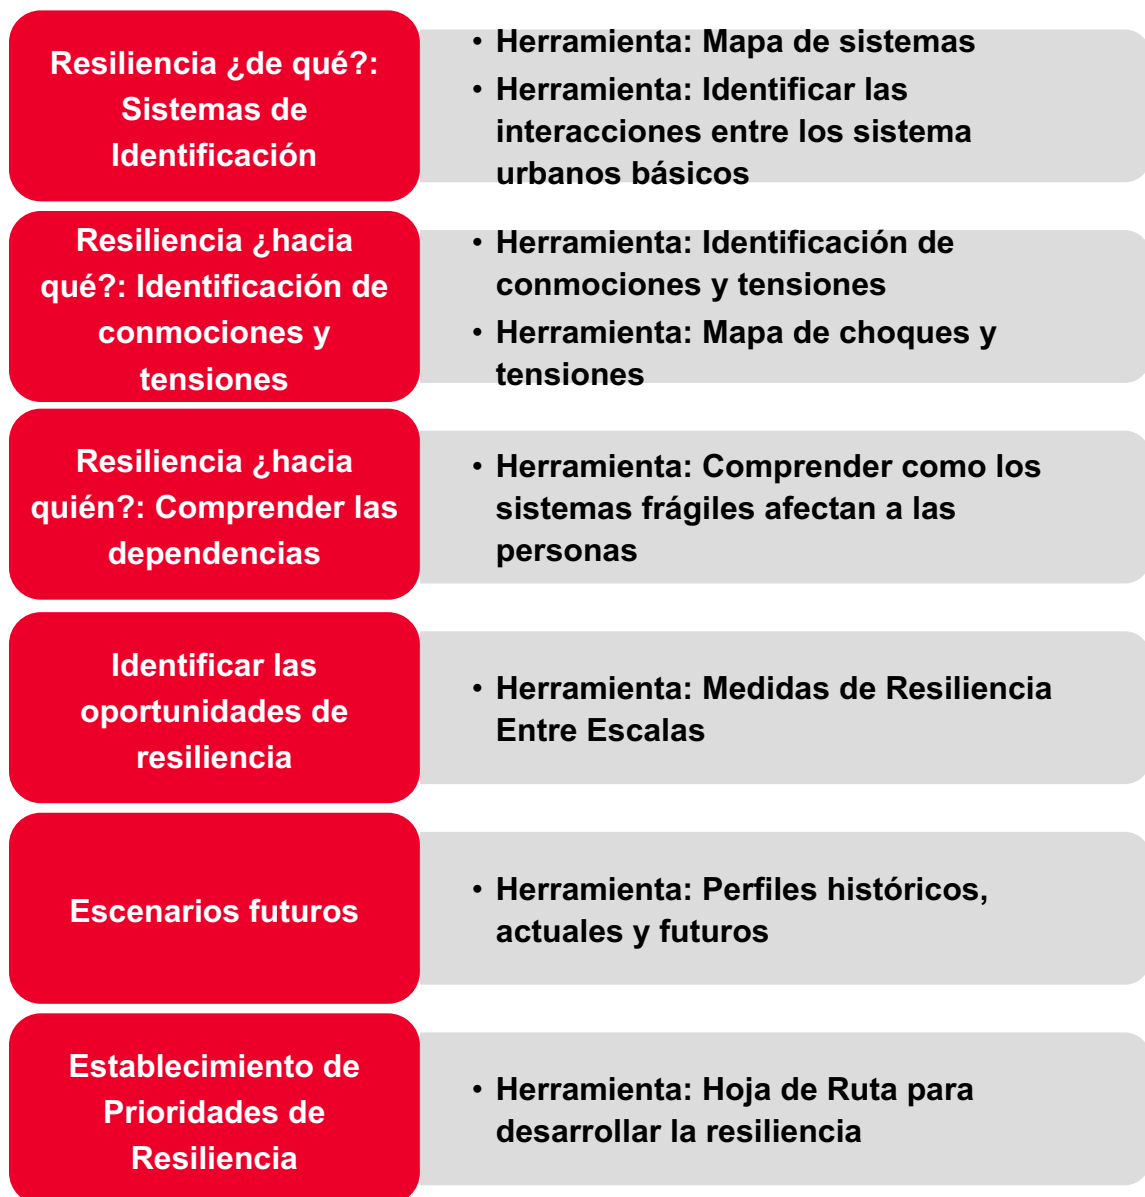 Resiliencia ¿de qué?:
Sistemas de
Identificación
• Herramienta: Mapa de sistemas
• Herramienta: Identificar las
interacciones entre los sistema
urbanos básicos
Resiliencia ¿hacia
qué?: Identificación de
conmociones y
tensiones
• Herramienta: Identificación de
conmociones y tensiones
• Herramienta: Mapa de choques y
tensiones
Resiliencia ¿hacia
quién?: Comprender las
dependencias
• Herramienta: Comprender como los
sistemas frágiles afectan a las
personas
Identificar las
oportunidades de
resiliencia
• Herramienta: Medidas de Resiliencia
Entre Escalas
Escenarios futuros
• Herramienta: Perfiles históricos,
actuales y futuros
Establecimiento de
Prioridades de
Resiliencia
• Herramienta: Hoja de Ruta para
desarrollar la resiliencia